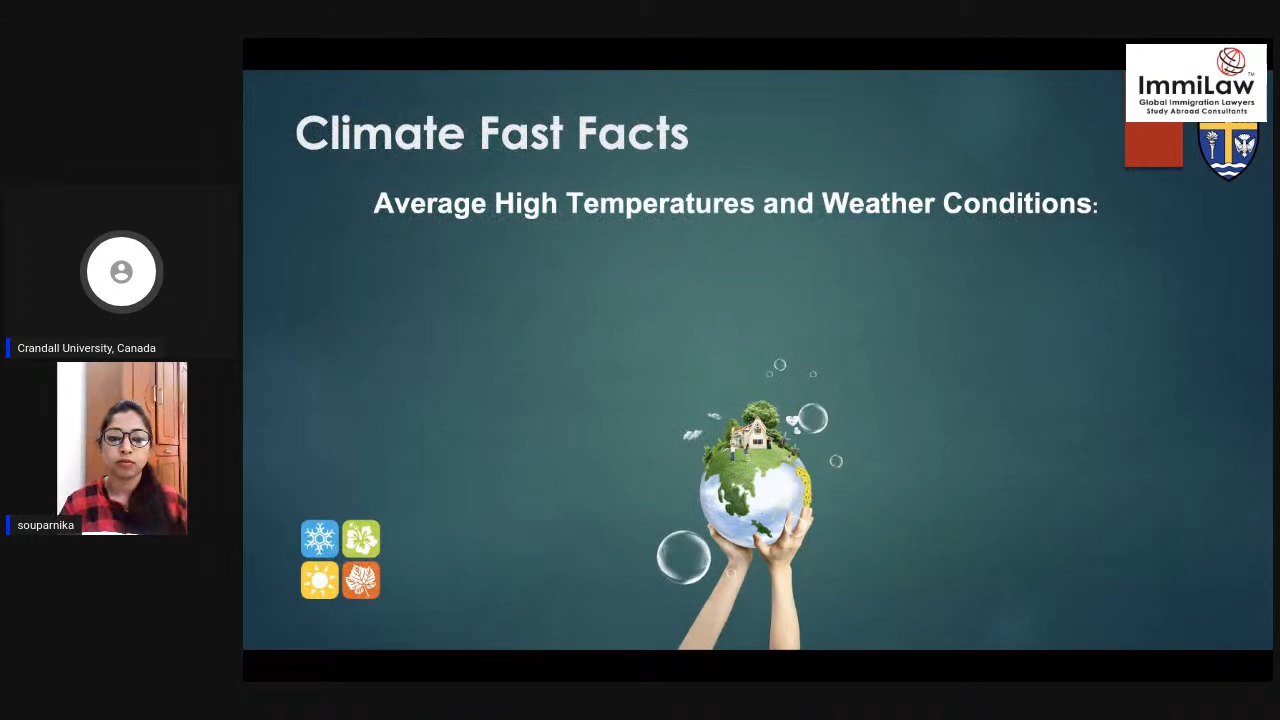 Climate Fast Facts
Average High Temperatures and Weather Conditions:
ImmiLaw™
Global Immigration Lawyers
Study Abroad Consultants
Crandall University, Canada
souparnika